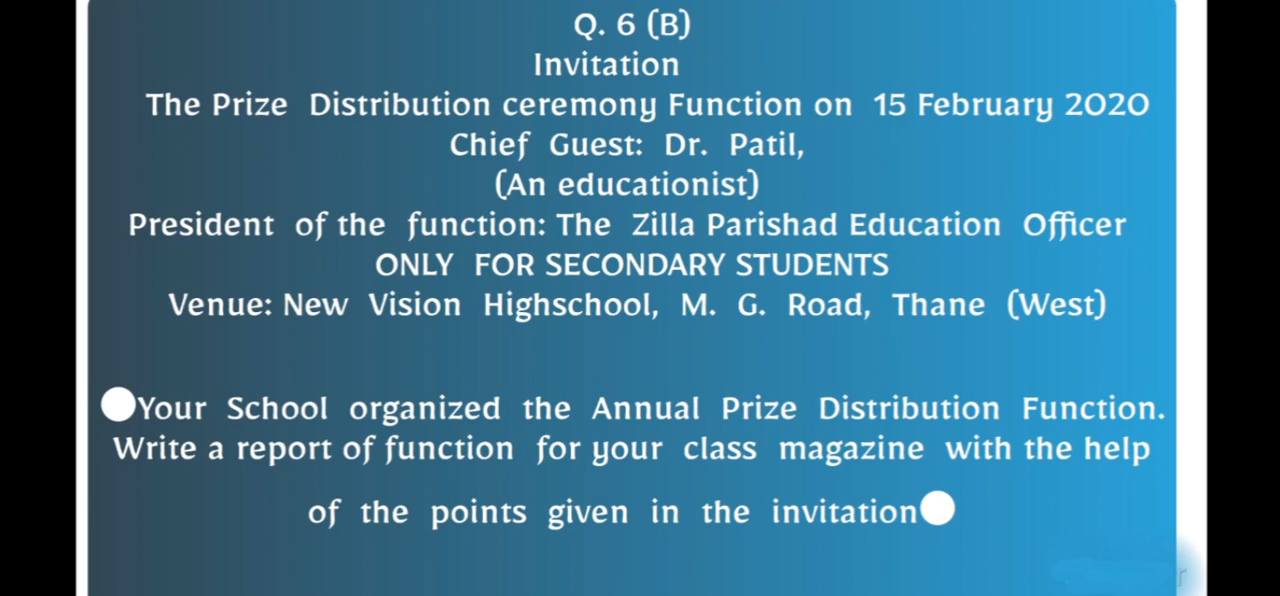 Q. 6 (B)
Invitation
The Prize Distribution ceremony Function on 15 February 2020
Chief Guest: Dr. Patil,
(An educationist)
President of the function: The Zilla Parishad Education Officer
ONLY FOR SECONDARY STUDENTS
Venue: New Vision Highschool, M. G. Road, Thane (West)
Your School organized the Annual Prize Distribution Function.
Write a report of function for your class magazine with the help
of the points given in the invitation